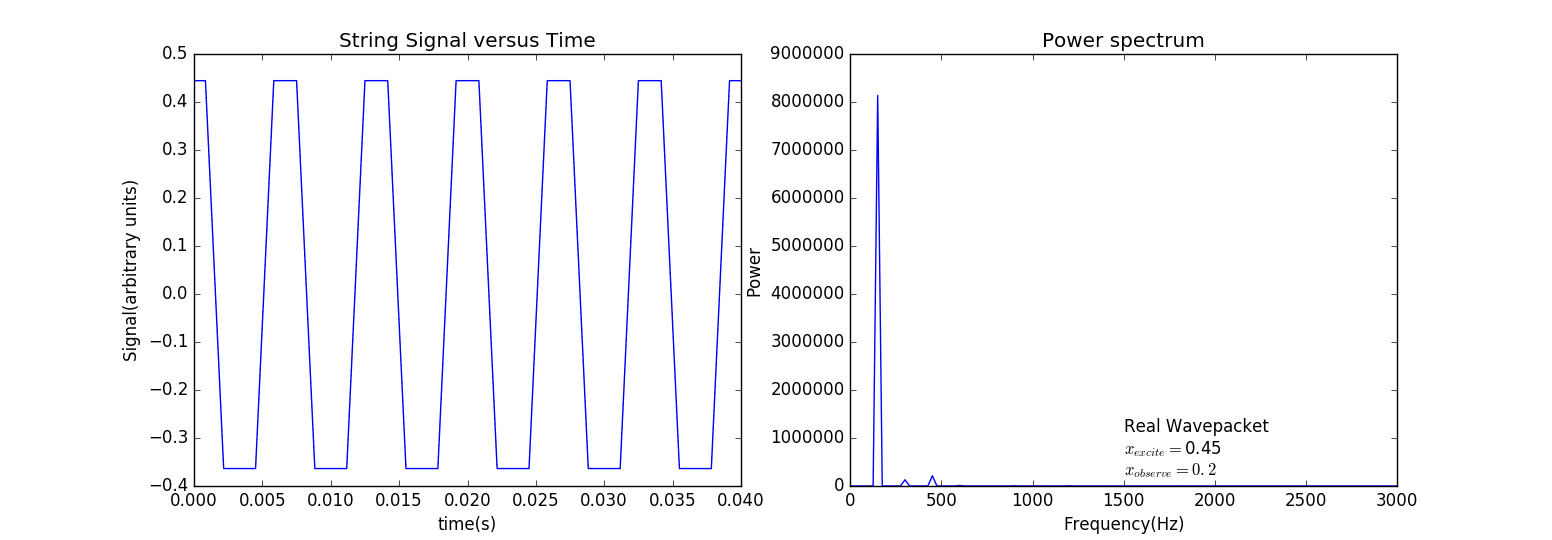 String Signal versus Time
0.5
0.4
0.3
0.2
0.1
0.0
−0.1
−0.2
−0.3
−0.4
Signal(arbitrary units)
0.000 0.005 0.010 0.015 0.020 0.025 0.030 0.035 0.040
time(s)
Power spectrum
9000000
8000000
7000000
6000000
5000000
4000000
3000000
2000000
1000000
0
Power
Real Wavepacket
x_excite = 0.45
x_observe = 0.2
0 500 1000 1500 2000 2500 3000
Frequency(Hz)